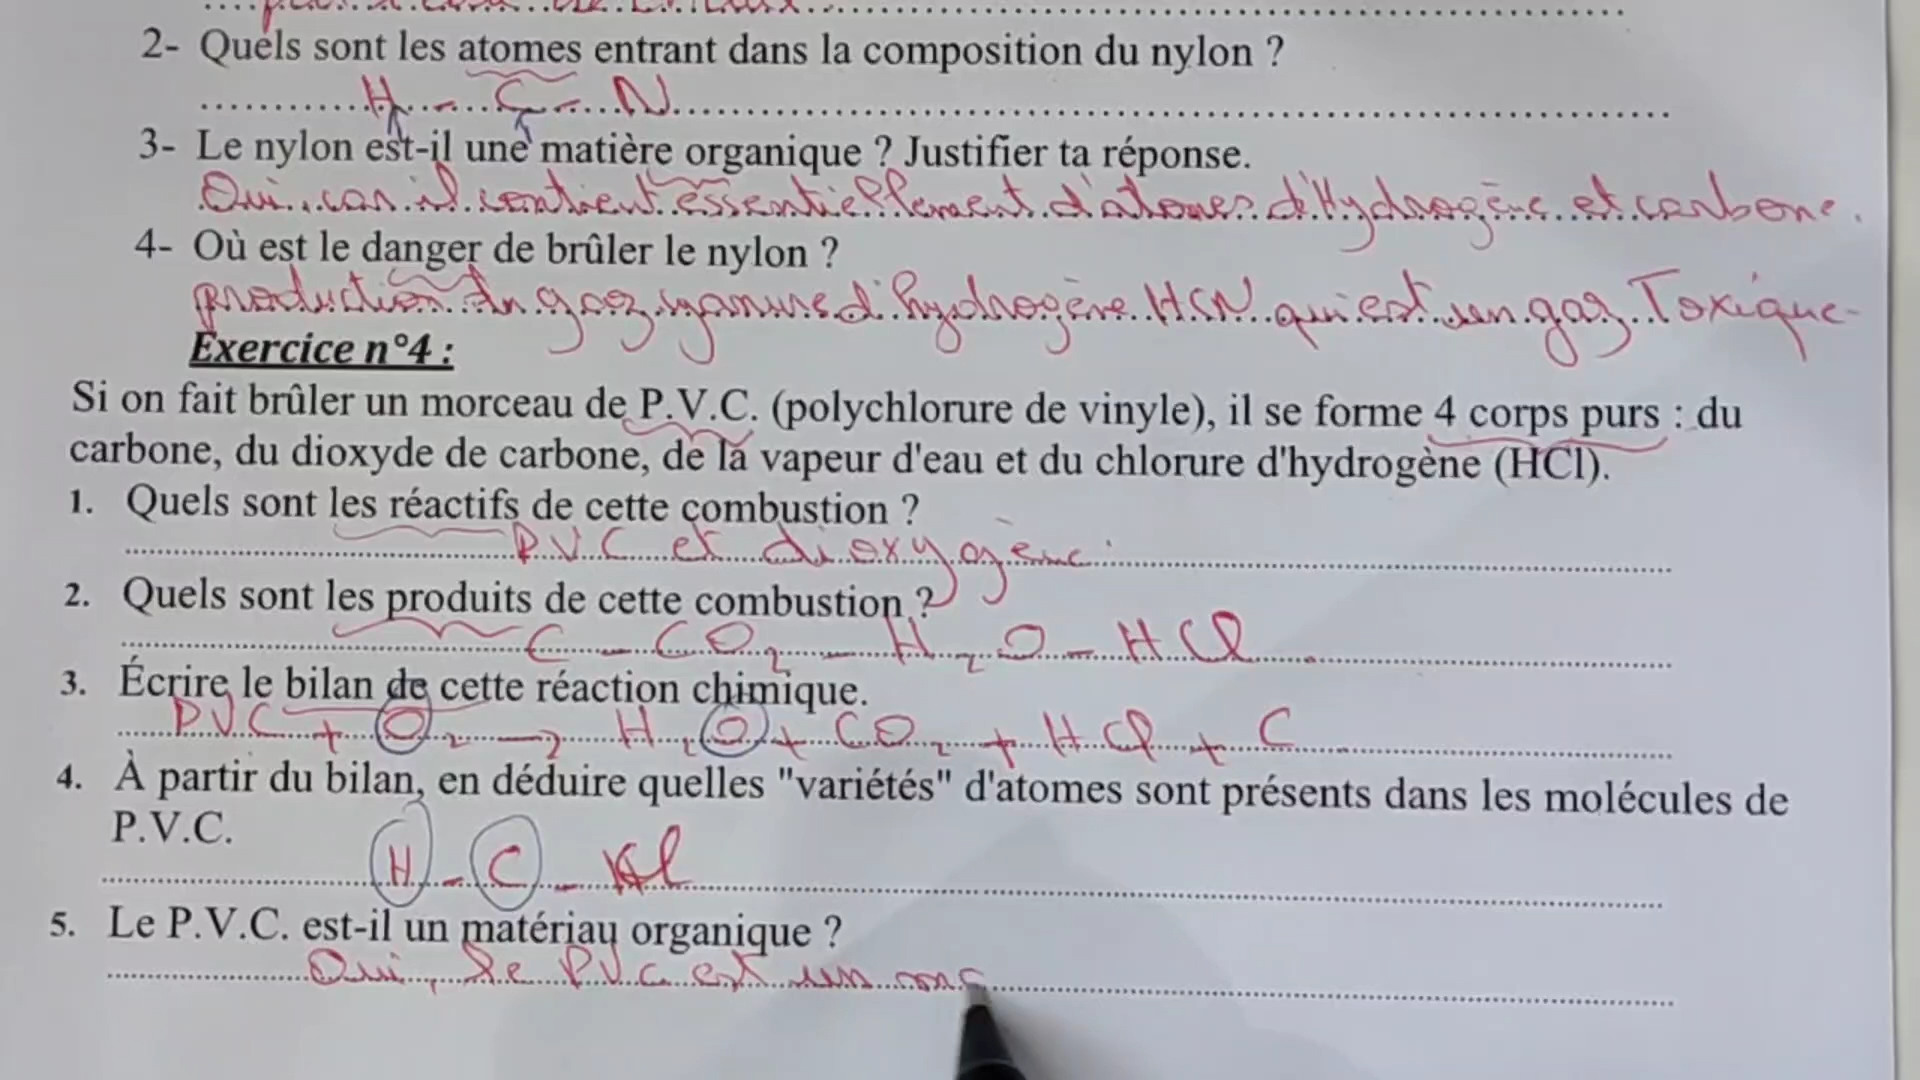 2- Quels sont les atomes entrant dans la composition du nylon ?
H - C - N
3- Le nylon est-il une matière organique ? Justifier ta réponse.
Oui, car il contient essentiellement d'atomes d'Hydrogène et carbone.
4- Où est le danger de brûler le nylon ?
production du gaz cyanure d'hydrogène HCN qui est un gaz Toxique
Exercice n°4 :
Si on fait brûler un morceau de P.V.C. (polychlorure de vinyle), il se forme 4 corps purs : du
carbone, du dioxyde de carbone, de la vapeur d'eau et du chlorure d'hydrogène (HCl).
1. Quels sont les réactifs de cette combustion ?
PVC et dioxygène.
2. Quels sont les produits de cette combustion ?
C - CO2 - H2O - HCl.
3. Écrire le bilan de cette réaction chimique.
PVC + O2 → H2O + CO2 + HCl + C
4. À partir du bilan, en déduire quelles "variétés" d'atomes sont présents dans les molécules de
P.V.C.
H - C - Cl
5. Le P.V.C. est-il un matériau organique ?
Oui, le PVC est un ma